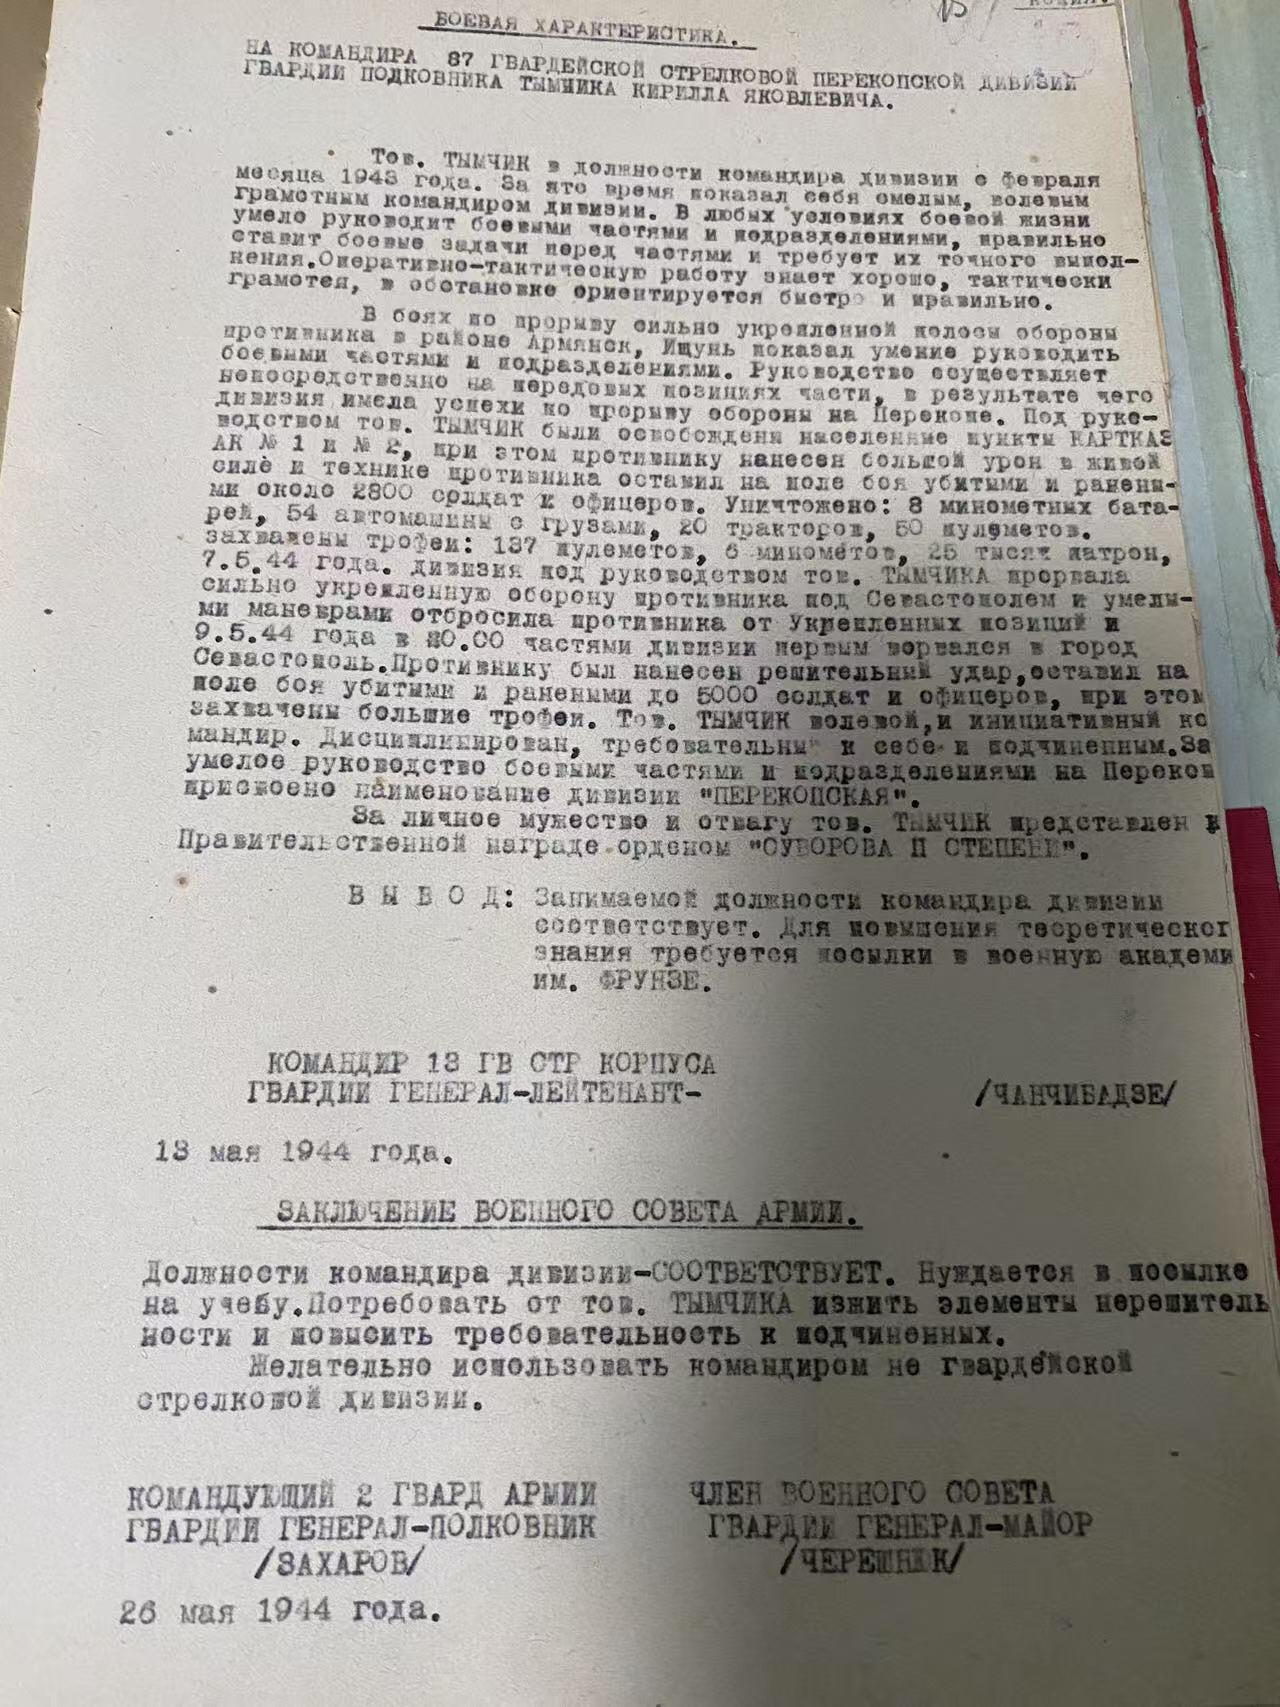 КОПИЯ.
БОЕВАЯ ХАРАКТЕРИСТИКА.
НА КОМАНДИРА 87 ГВАРДЕЙСКОЙ СТРЕЛКОВОЙ ПЕРЕКОПСКОЙ ДИВИЗИИ
ГВАРДИИ ПОДКОВНИКА ТЫМЧИКА КИРИЛЛА ЯКОВЛЕВИЧА.
Тов. ТЫМЧИК в должности командира дивизии с февраля
месяца 1943 года. За это время показал себя смелым, волевым
грамотным командиром дивизии. В любых условиях боевой жизни
умело руководит боевыми частями и подразделениями, правильно
ставит боевые задачи перед частями и требует их точного выпол-
нения.Оперативно-тактическую работу знает хорошо, тактически
грамотен, в обстановке ориентируется быстро и правильно.
В боях по прорыву сильно укрепленной полосы обороны
противника в районе Армянск, Ищунь показал умение руководить
боевыми частями и подразделениями. Руководство осуществляет
непосредственно на передовых позициях части, в результате чего
дивизия имела успехи по прорыву обороны на Перекопе. Под руко-
водством тов. ТЫМЧИК были освобождены населенные пункты КАРТКАЗ
АК № 1 и № 2, при этом противнику нанесен большой урон в живой
силе и технике противника оставил на поле боя убитыми и ранены-
ми около 2800 солдат и офицеров. Уничтожено: 8 минометных бата-
рей, 54 автомашины с грузами, 20 тракторов, 50 пулеметов.
захвачены трофеи: 137 пулеметов, 6 минометов, 25 тысяч патрон,
7.5.44 года. дивизия под руководством тов. ТЫМЧИКА прорвала
сильно укрепленную оборону противника под Севастополем и умелы-
ми маневрами отбросила противника от Укрепленных позиций и
9.5.44 года в 20.00 частями дивизии первым ворвался в город
Севастополь.Противнику был нанесен решительный удар,оставил на
поле боя убитыми и ранеными до 5000 солдат и офицеров, при этом
захвачены большие трофеи. Тов. ТЫМЧИК волевой,и инициативный ко
мандир. Дисциплинирован, требовательны к себе и подчиненным.За
умелое руководство боевыми частями и подразделениями на Переко
присвоено наименование дивизии "ПЕРЕКОПСКАЯ".
За личное мужество и отвагу тов. ТЫМЧИК представлен к
Правительственной награде орденом "СУВОРОВА II СТЕПЕНИ".
В Ы В О Д: Занимаемой должности командира дивизии
соответствует. Для повышения теоретическог
знания требуется посылки в военную академи
им. ФРУНЗЕ.
КОМАНДИР 13 ГВ СТР КОРПУСА
ГВАРДИИ ГЕНЕРАЛ-ЛЕЙТЕНАНТ- /ЧАНЧИБАДЗЕ/
13 мая 1944 года.
ЗАКЛЮЧЕНИЕ ВОЕННОГО СОВЕТА АРМИИ.
Должности командира дивизии-СООТВЕТСТВУЕТ. Нуждается в посылке
на учебу.Потребовать от тов. ТЫМЧИКА изжить элементы нерешитель
ности и повысить требовательность к подчиненных.
Желательно использовать командиром не гвардейской
стрелковой дивизии.
КОМАНДУЮЩИЙ 2 ГВАРД АРМИИ ЧЛЕН ВОЕННОГО СОВЕТА
ГВАРДИИ ГЕНЕРАЛ-ПОЛКОВНИК ГВАРДИИ ГЕНЕРАЛ-МАЙОР
/ЗАХАРОВ/ /ЧЕРЕШНЮК/
26 мая 1944 года.